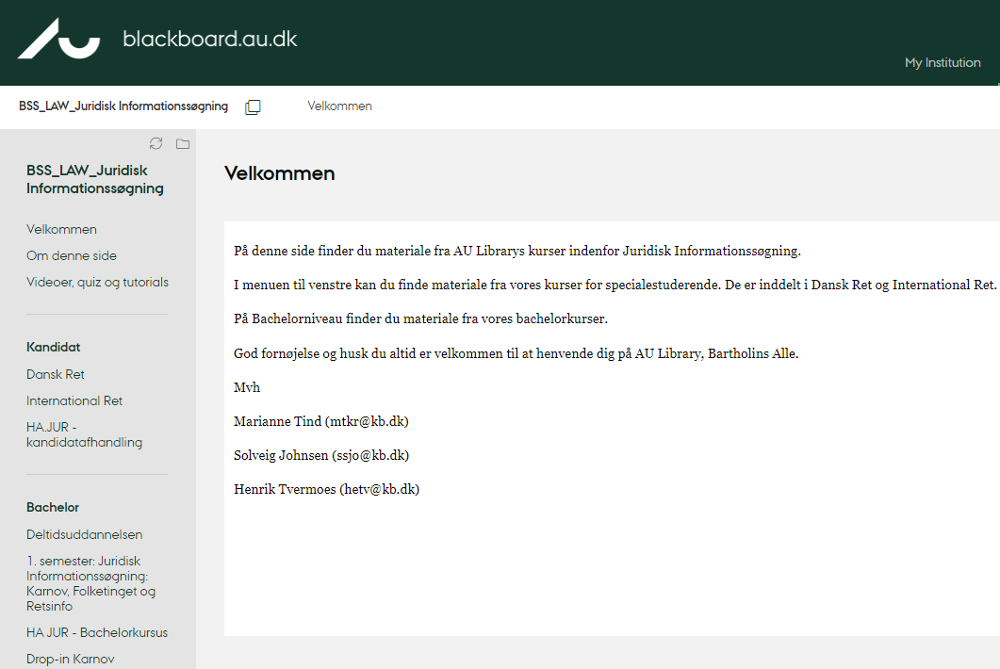 blackboard.au.dk
My Institution
BSS_LAW_Juridisk Informationssøgning
Velkommen
BSS_LAW_Juridisk
Informationssøgning
Velkommen
Om denne side
Videoer, quiz og tutorials
Kandidat
Dansk Ret
International Ret
HA.JUR -
kandidatafhandling
Bachelor
Deltidsuddannelsen
1. semester: Juridisk
Informationssøgning:
Karnov, Folketinget og
Retsinfo
HA JUR - Bachelorkursus
Drop-in Karnov
Velkommen
På denne side finder du materiale fra AU Librarys kurser indenfor Juridisk Informationssøgning.
I menuen til venstre kan du finde materiale fra vores kurser for specialestuderende. De er inddelt i Dansk Ret og International Ret.
På Bachelorniveau finder du materiale fra vores bachelorkurser.
God fornøjelse og husk du altid er velkommen til at henvende dig på AU Library, Bartholins Alle.
Mvh
Marianne Tind (mtkr@kb.dk)
Solveig Johnsen (ssjo@kb.dk)
Henrik Tvermoes (hetv@kb.dk)